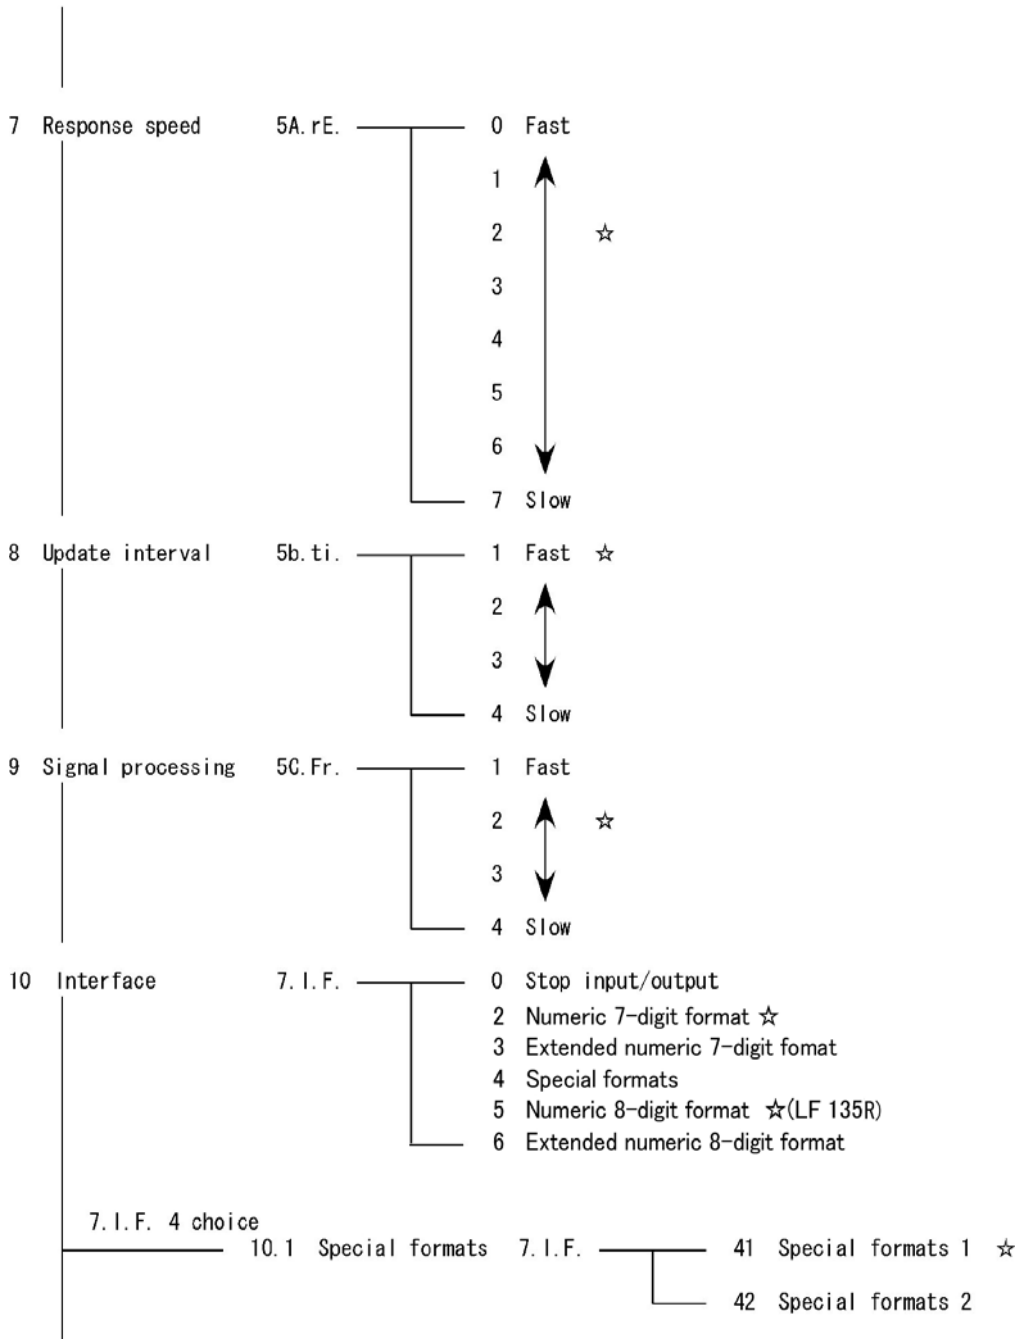 7 Response speed 5A.rE. 0 Fast
1
2 ☆
3
4
5
6
7 Slow
8 Update interval 5b.ti. 1 Fast ☆
2
3
4 Slow
9 Signal processing 5C.Fr. 1 Fast
2 ☆
3
4 Slow
10 Interface 7.I.F. 0 Stop input/output
2 Numeric 7-digit format ☆
3 Extended numeric 7-digit fomat
4 Special formats
5 Numeric 8-digit format ☆(LF 135R)
6 Extended numeric 8-digit format
7.I.F. 4 choice
10.1 Special formats 7.I.F. 41 Special formats 1 ☆
42 Special formats 2